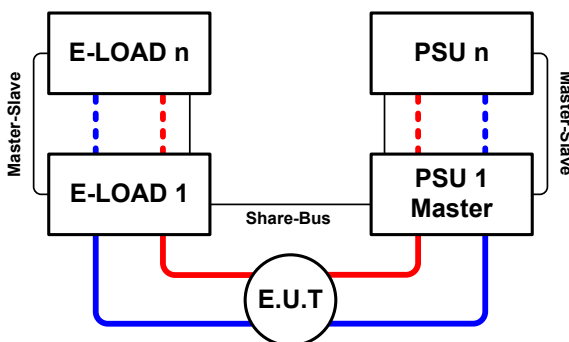 E-LOAD n
PSU n
Master-Slave
Master-Slave
E-LOAD 1
PSU 1
Master
Share-Bus
E.U.T